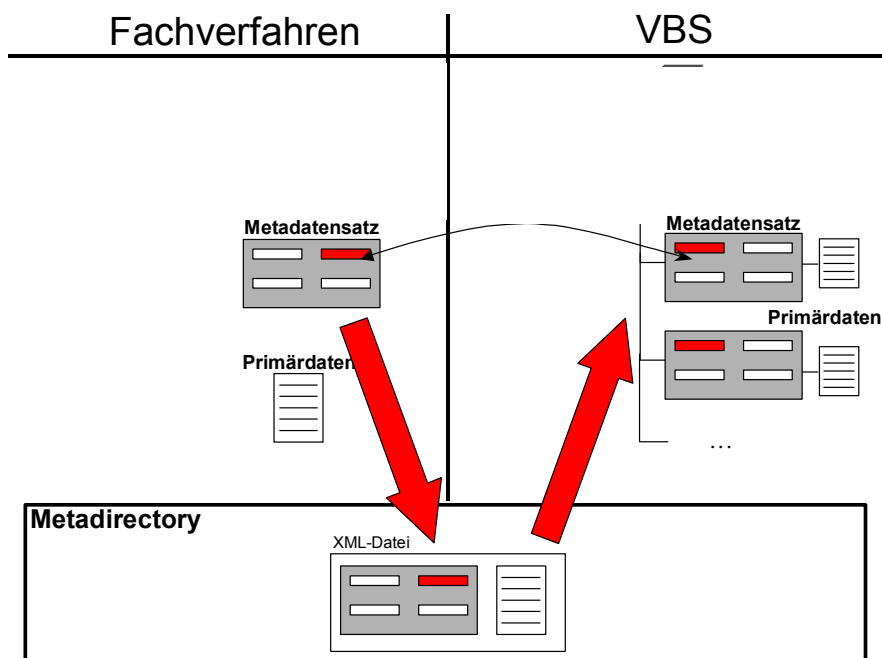 Fachverfahren
VBS
Metadatensatz
Metadatensatz
Primärdaten
Primärdaten
…
Metadirectory
XML-Datei